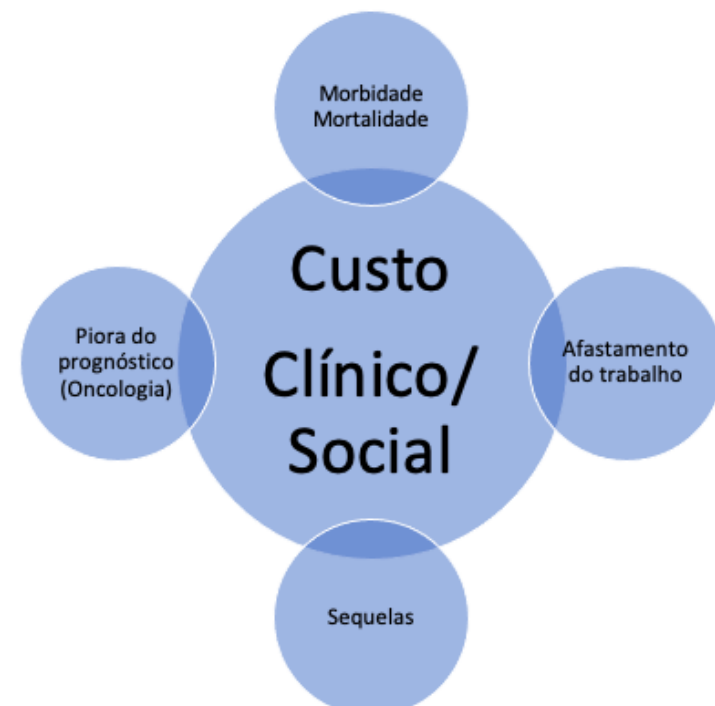 Morbidade
Mortalidade
Custo
Clínico/
Social
Piora do
prognóstico
(Oncologia)
Afastamento
do trabalho
Sequelas